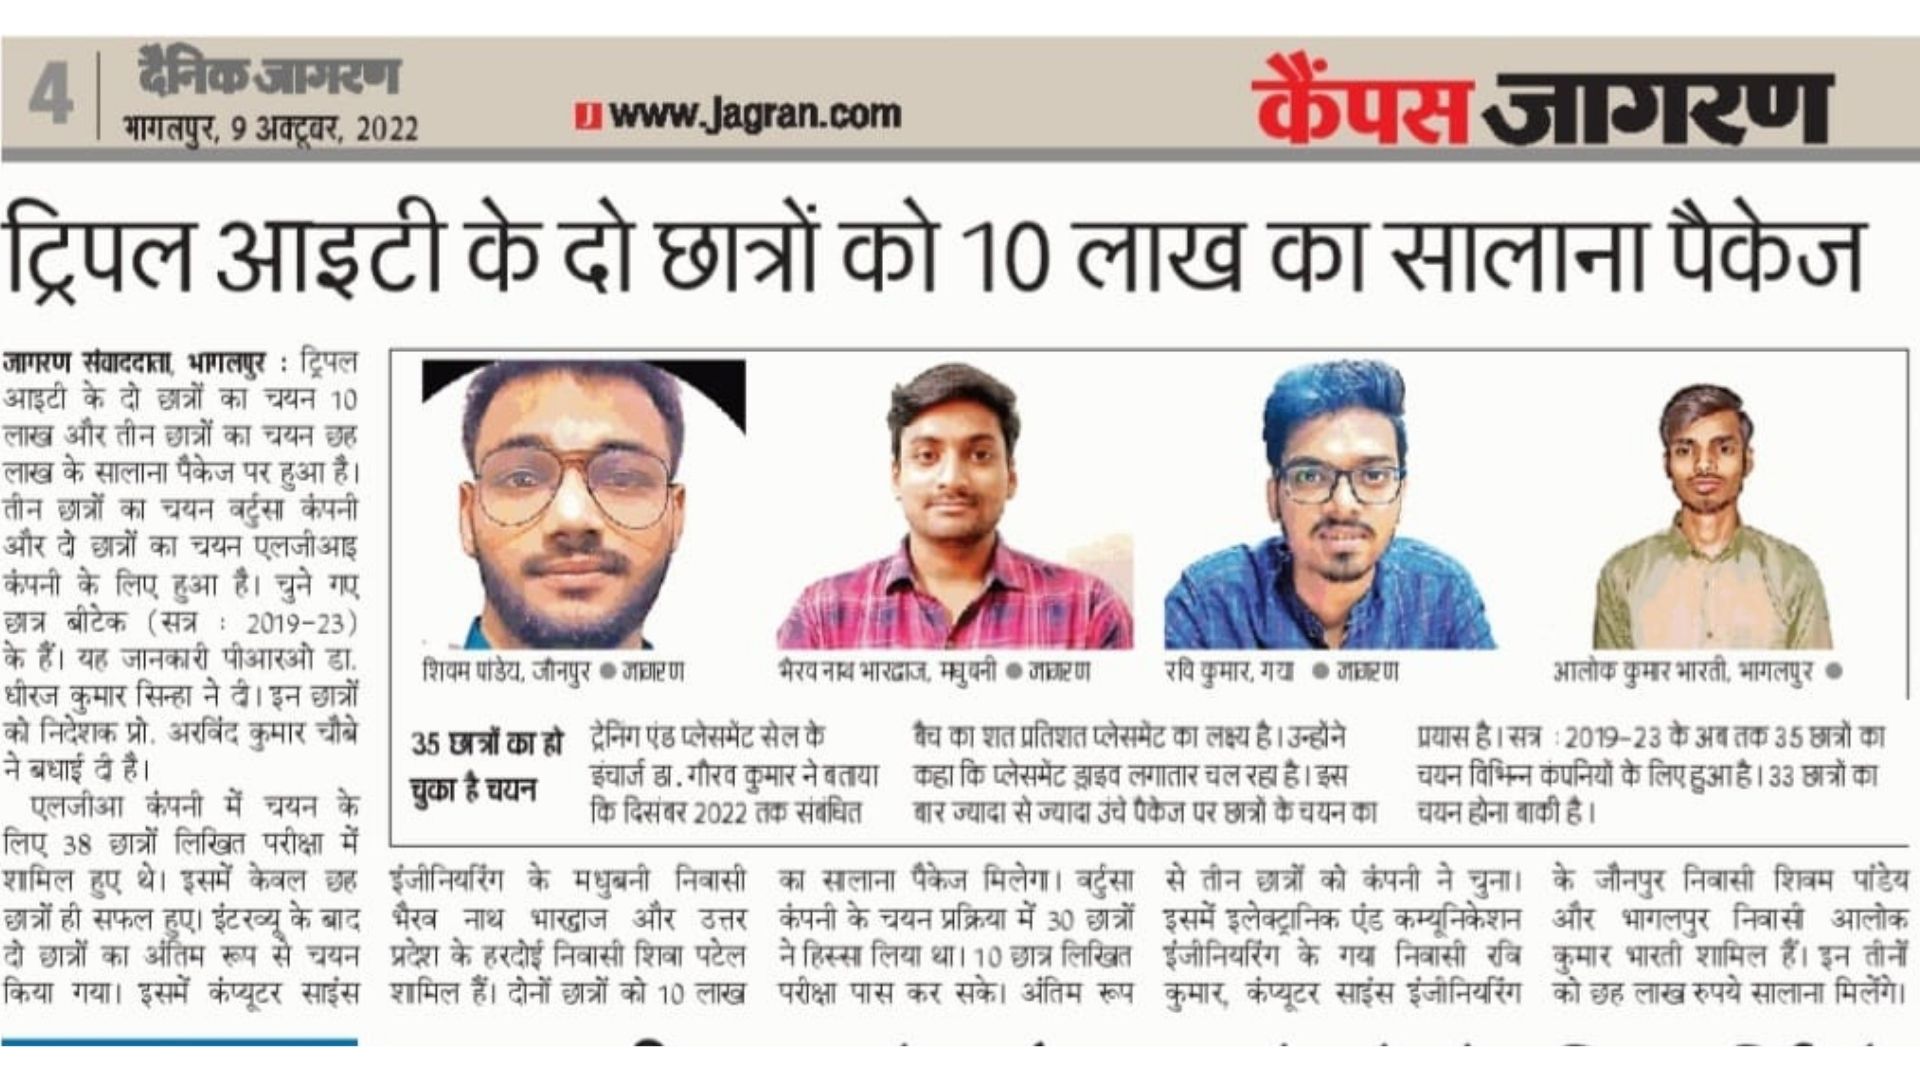 4
दैनिक जागरण
भागलपुर, 9 अक्टूबर, 2022
www.Jagran.com
कैंपस जागरण
ट्रिपल आइटी के दो छात्रों को 10 लाख का सालाना पैकेज
जागरण संवाददाता, भागलपुर : ट्रिपल
आइटी के दो छात्रों का चयन 10
लाख और तीन छात्रों का चयन छह
लाख के सालाना पैकेज पर हुआ है।
तीन छात्रों का चयन वर्टुसा कंपनी
और दो छात्रों का चयन एलजीआइ
कंपनी के लिए हुआ है। चुने गए
छात्र बीटेक (सत्र : 2019-23)
के हैं। यह जानकारी पीआरओ डा.
धीरज कुमार सिन्हा ने दी। इन छात्रों
को निदेशक प्रो. अरविंद कुमार चौबे
ने बधाई दी है।
एलजीआ कंपनी में चयन के
लिए 38 छात्रों लिखित परीक्षा में
शामिल हुए थे। इसमें केवल छह
छात्रों ही सफल हुए। इंटरव्यू के बाद
दो छात्रों का अंतिम रूप से चयन
किया गया। इसमें कंप्यूटर साइंस
शिवम पांडेय, जौनपुर ● जागरण
भैरव नाथ भारद्वाज, मधुबनी ● जागरण
रवि कुमार, गया ● जागरण
आलोक कुमार भारती, भागलपुर ●
35 छात्रों का हो
चुका है चयन
ट्रेनिंग एंड प्लेसमेंट सेल के
इंचार्ज डा. गौरव कुमार ने बताया
कि दिसंबर 2022 तक संबंधित
बैच का शत प्रतिशत प्लेसमेंट का लक्ष्य है। उन्होंने
कहा कि प्लेसमेंट ड्राइव लगातार चल रहा है। इस
बार ज्यादा से ज्यादा उंचे पैकेज पर छात्रों के चयन का
प्रयास है। सत्र : 2019-23 के अब तक 35 छात्रों का
चयन विभिन्न कंपनियों के लिए हुआ है। 33 छात्रों का
चयन होना बाकी है।
इंजीनियरिंग के मधुबनी निवासी
भैरव नाथ भारद्वाज और उत्तर
प्रदेश के हरदोई निवासी शिवा पटेल
शामिल हैं। दोनों छात्रों को 10 लाख
का सालाना पैकेज मिलेगा। वर्टुसा
कंपनी के चयन प्रक्रिया में 30 छात्रों
ने हिस्सा लिया था। 10 छात्र लिखित
परीक्षा पास कर सके। अंतिम रूप
से तीन छात्रों को कंपनी ने चुना।
इसमें इलेक्ट्रानिक एंड कम्यूनिकेशन
इंजीनियरिंग के गया निवासी रवि
कुमार, कंप्यूटर साइंस इंजीनियरिंग
के जौनपुर निवासी शिवम पांडेय
और भागलपुर निवासी आलोक
कुमार भारती शामिल हैं। इन तीनों
को छह लाख रुपये सालाना मिलेंगे।